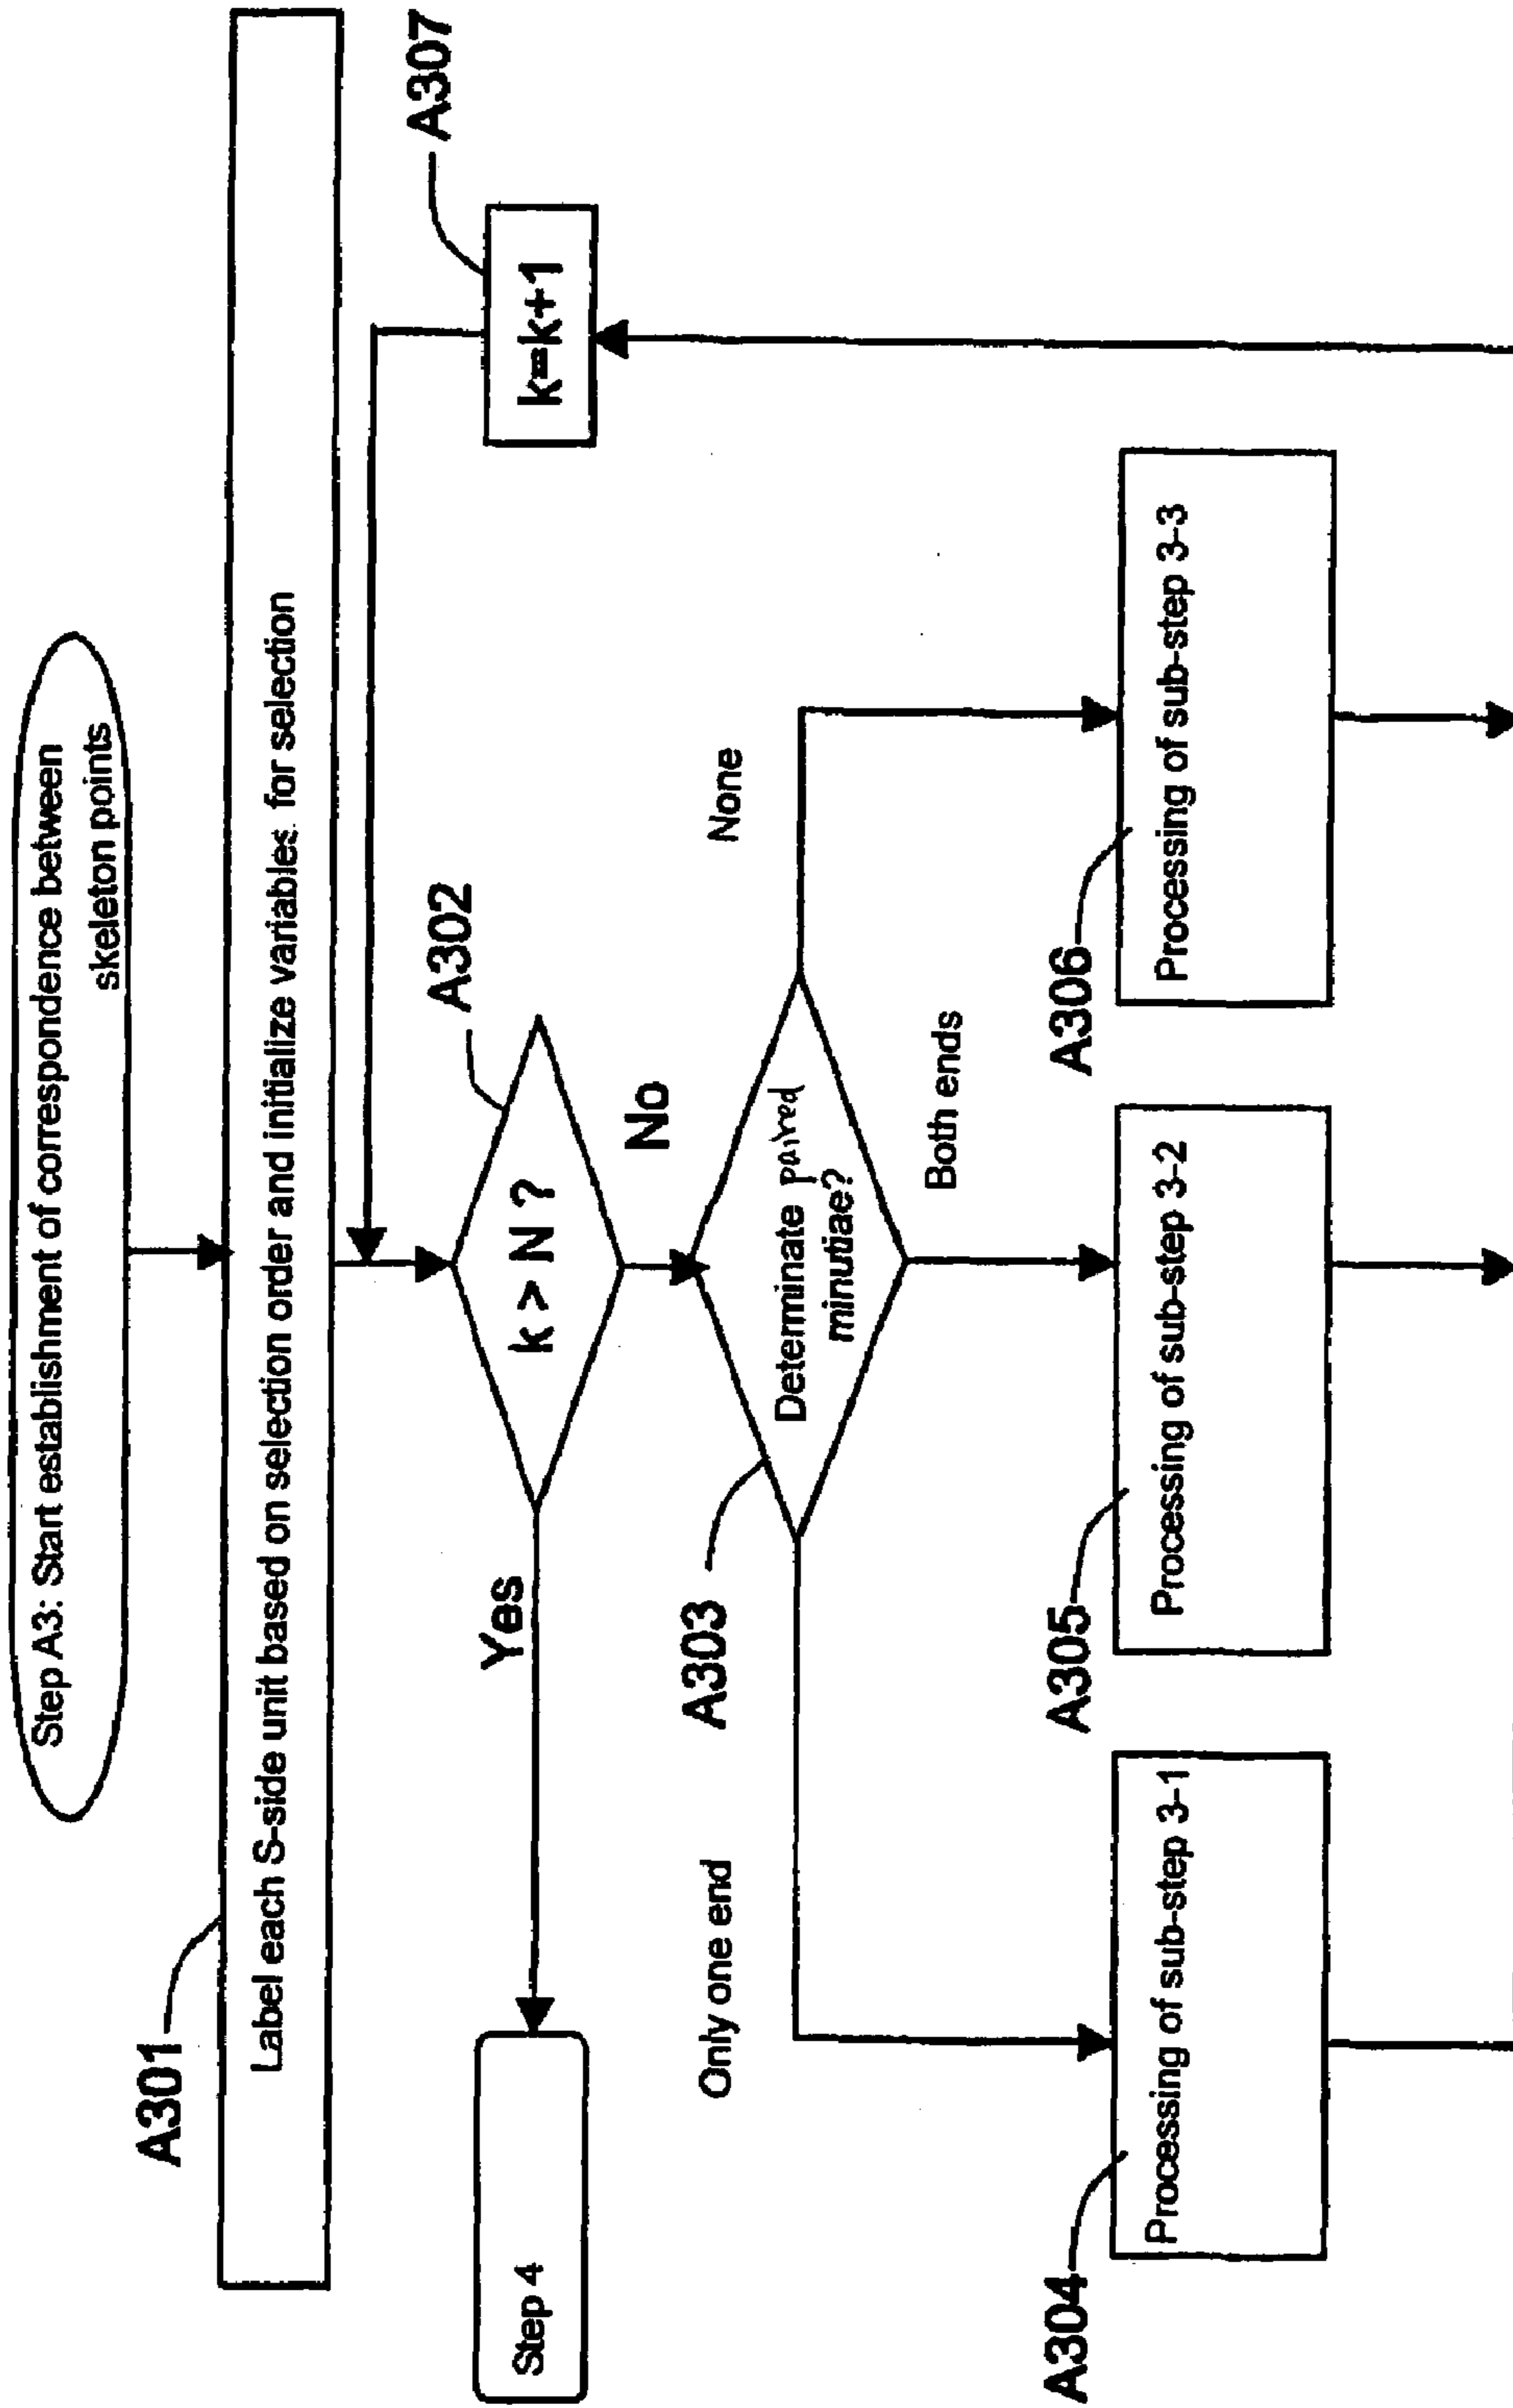 Step A3: Start establishment of correspondence between
skeleton points
A301
Label each S-side unit based on selection order and initialize variables. for selection
A302
A307
k > N ?
k=k+1
Yes
No
Step 4
A303
Determinate paired
minutiae?
Only one end
Both ends
None
A304
Processing of sub-step 3-1
A305
Processing of sub-step 3-2
A306
Processing of sub-step 3-3